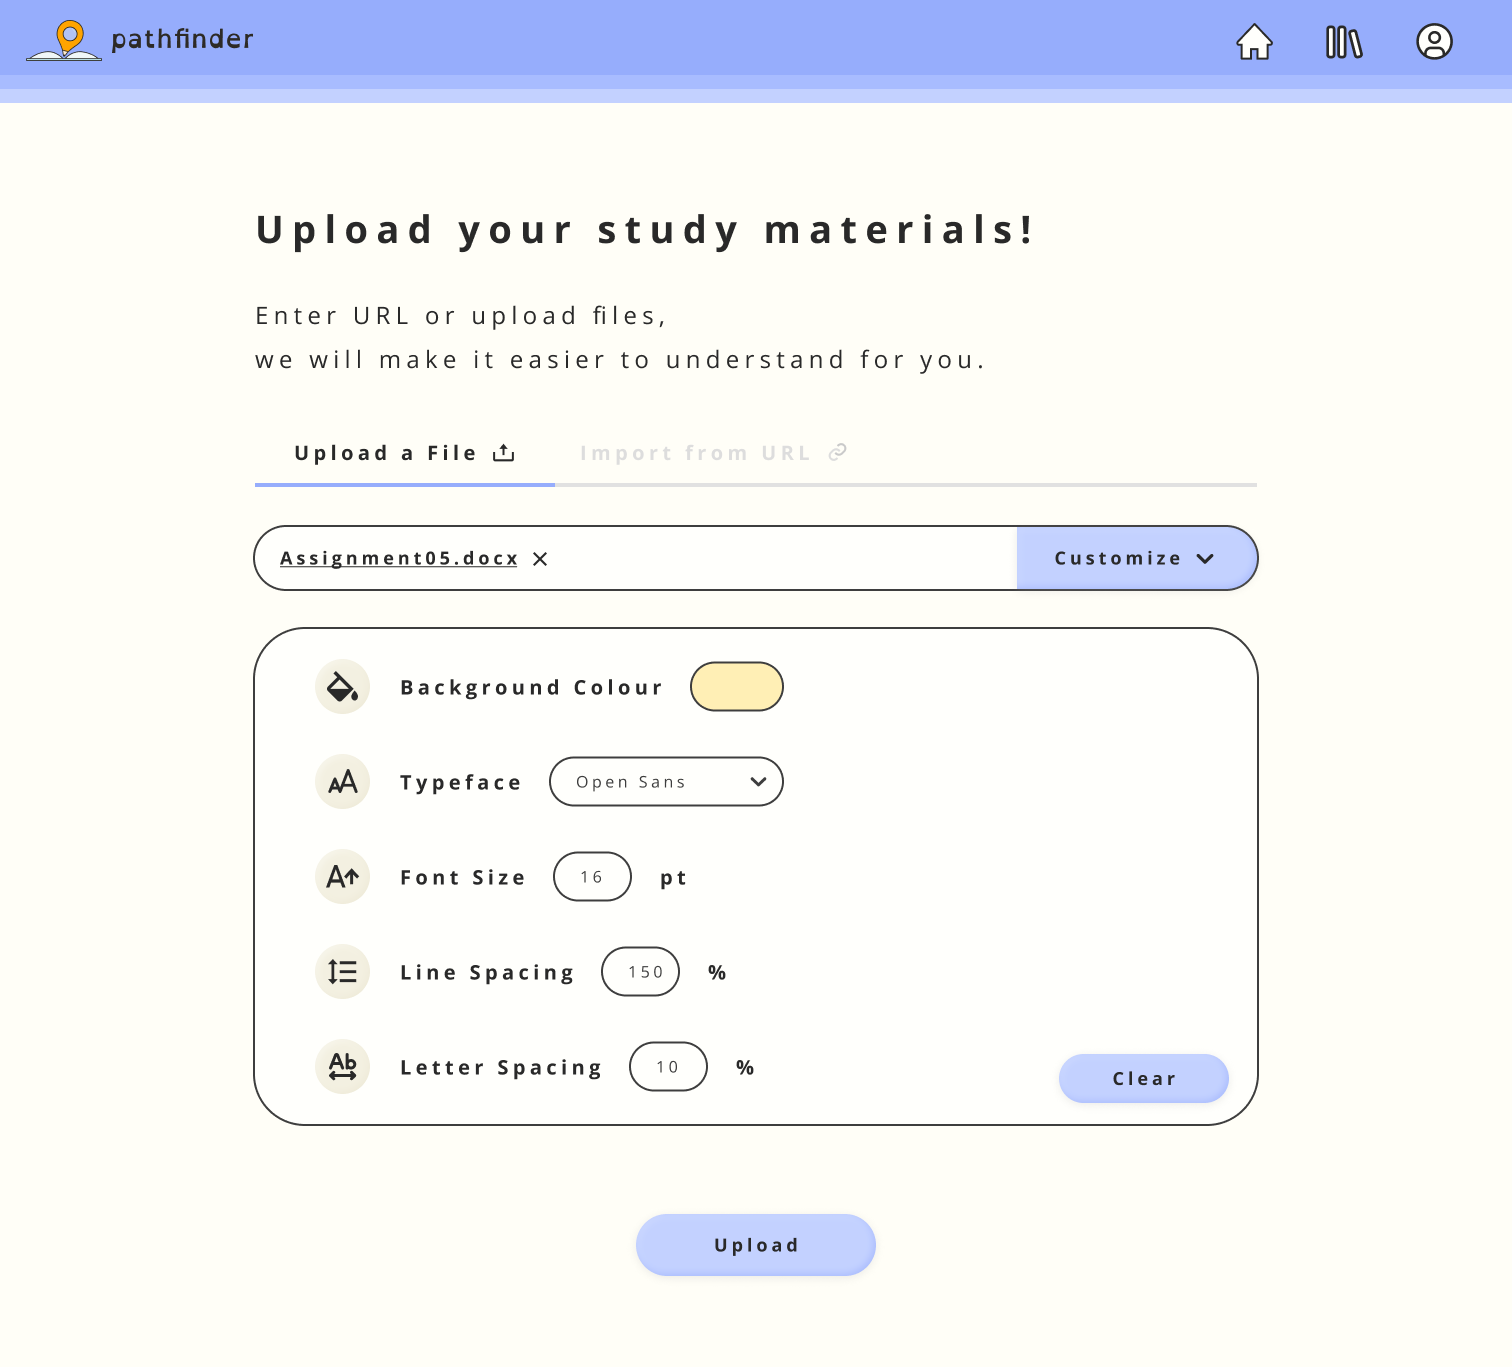 pathfinder
Upload your study materials!
Enter URL or upload files,
we will make it easier to understand for you.
Upload a File
Import from URL
Assignment05.docx
Customize
Background Colour
Typeface
Open Sans
Font Size 16 pt
Line Spacing 150 %
Letter Spacing 10 %
Clear
Upload